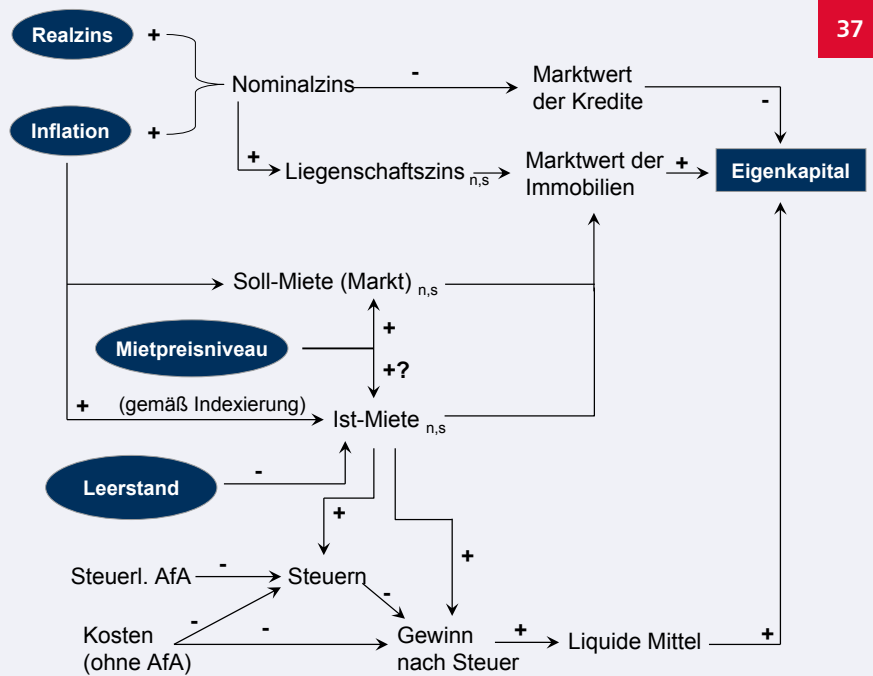 37
Realzins
+
Nominalzins
-
Marktwert
der Kredite
-
Inflation
+
+
Liegenschaftszins n,s
Marktwert der
Immobilien
+
Eigenkapital
Soll-Miete (Markt) n,s
+
Mietpreisniveau
+?
+
(gemäß Indexierung)
Ist-Miete n,s
Leerstand
-
+
+
Steuerl. AfA
-
Steuern
-
-
Kosten
(ohne AfA)
-
Gewinn
nach Steuer
+
Liquide Mittel
+